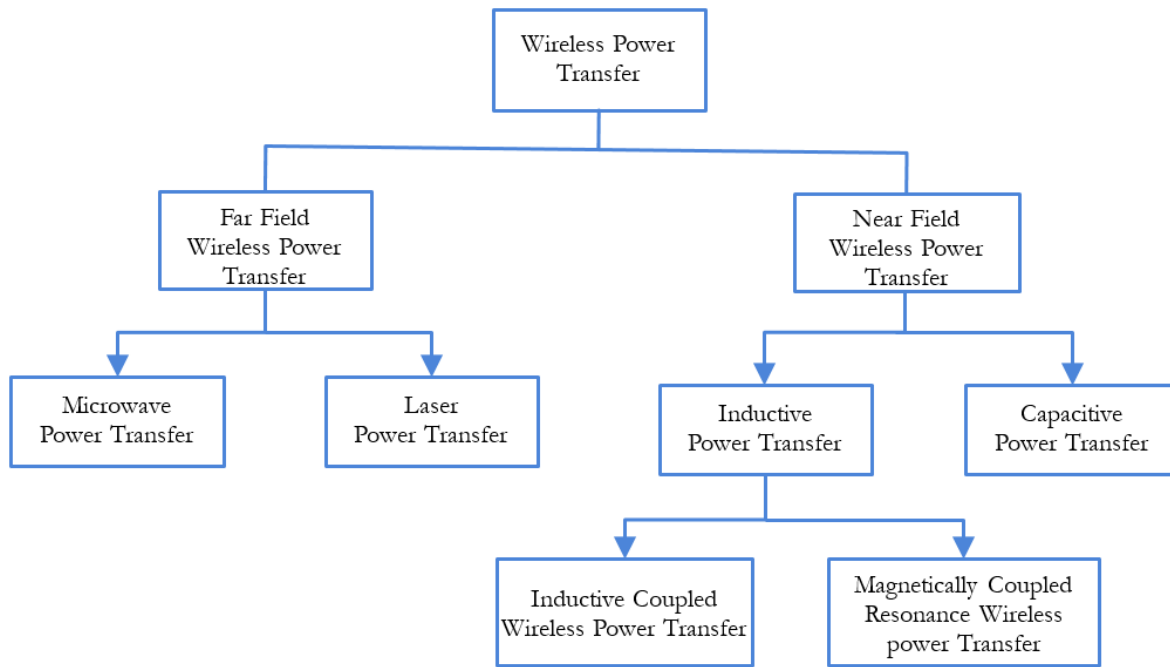 Wireless Power
Transfer
Far Field
Wireless Power
Transfer
Near Field
Wireless Power
Transfer
Microwave
Power Transfer
Laser
Power Transfer
Inductive
Power Transfer
Capacitive
Power Transfer
Inductive Coupled
Wireless Power Transfer
Magnetically Coupled
Resonance Wireless
power Transfer